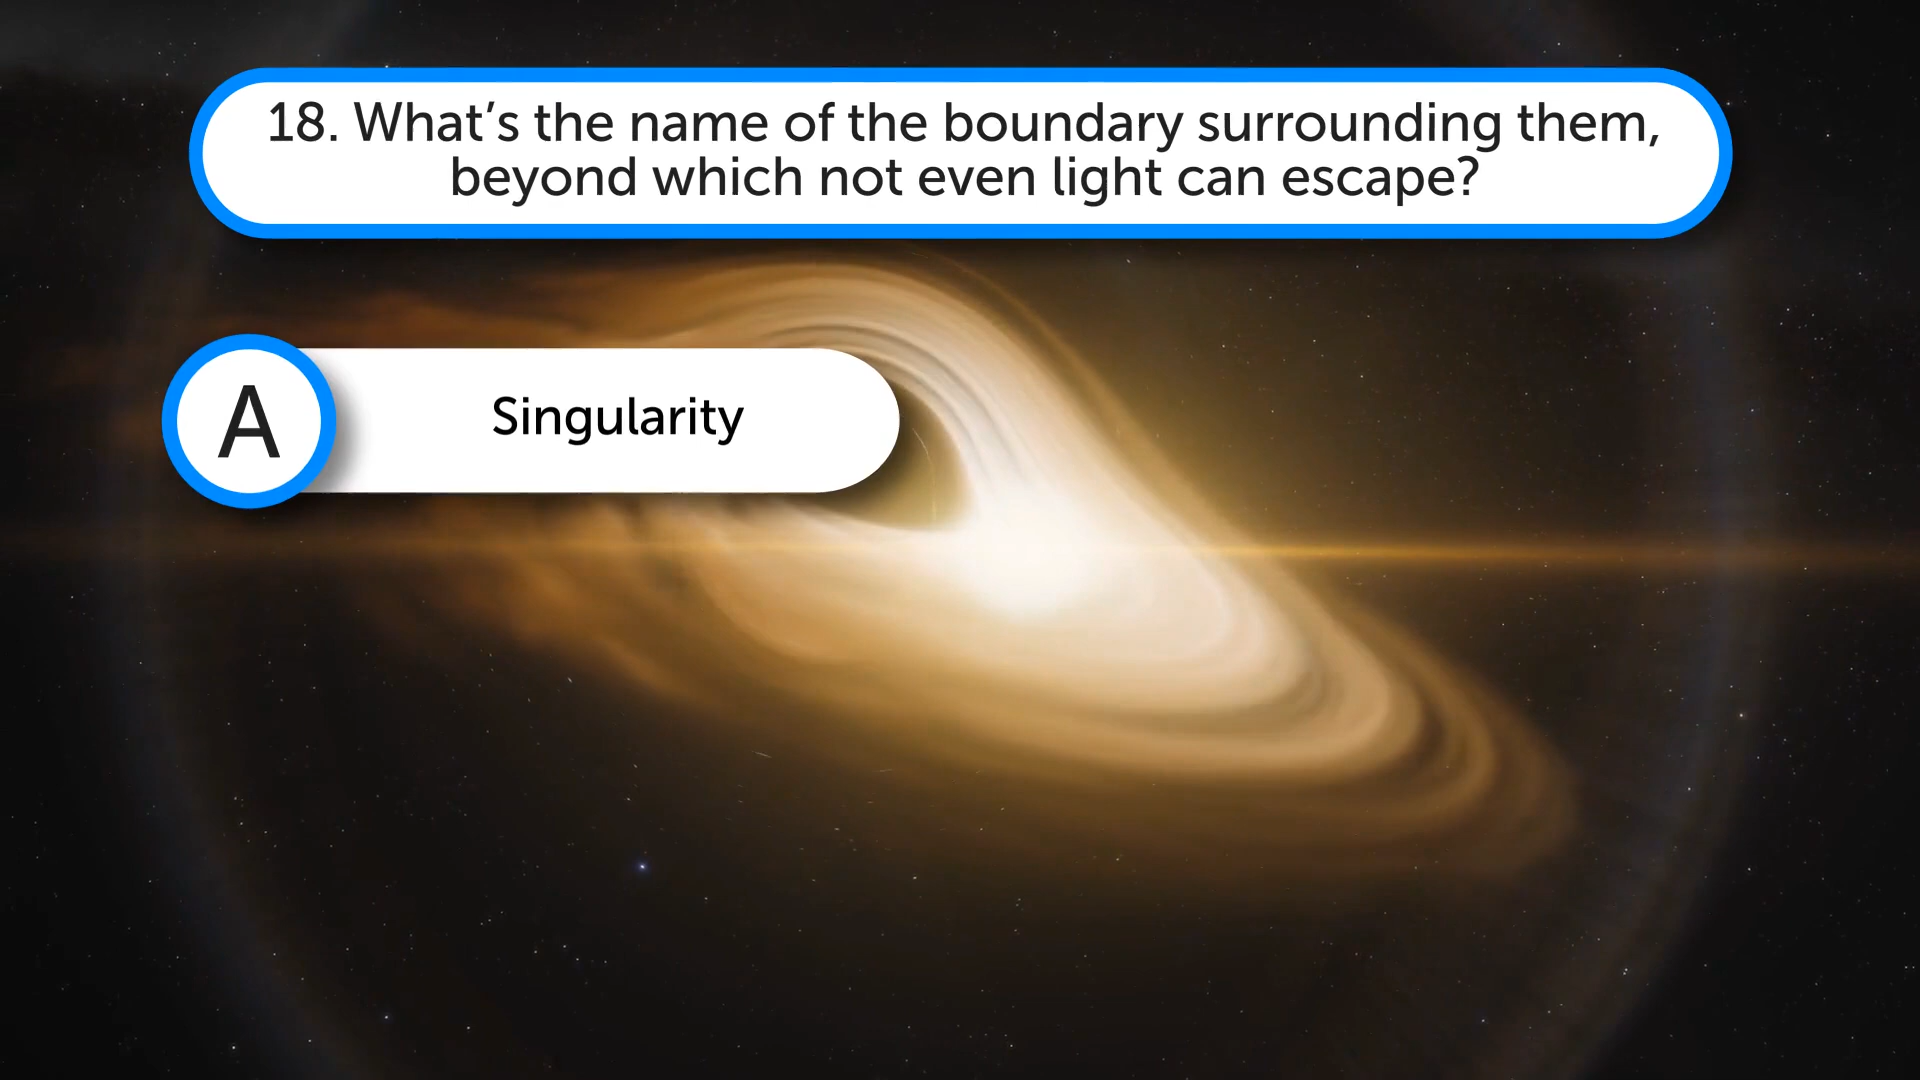 18. What’s the name of the boundary surrounding them,
beyond which not even light can escape?
A
Singularity